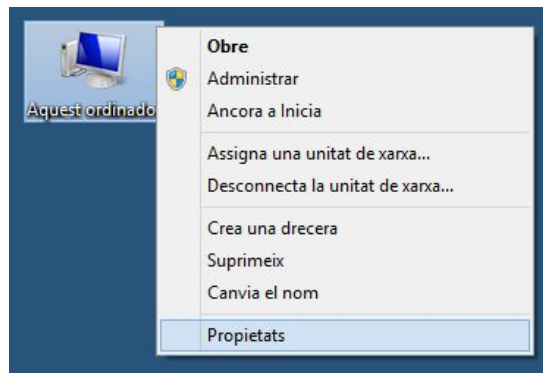 Aquest ordinado
Obre
Administrar
Ancora a Inicia
Assigna una unitat de xarxa...
Desconnecta la unitat de xarxa...
Crea una drecera
Suprimeix
Canvia el nom
Propietats